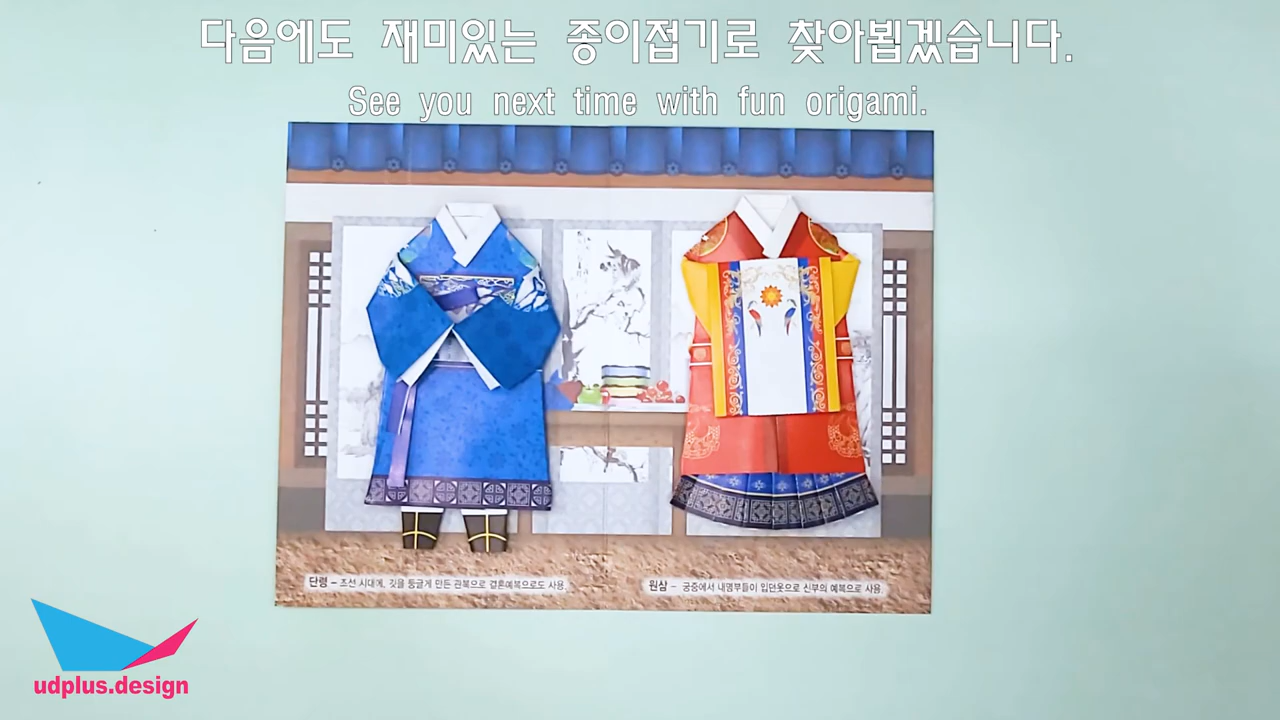 다음에도 재미있는 종이접기로 찾아뵙겠습니다.
See you next time with fun origami.
단령 - 조선 시대에, 깃을 둥글게 만든 관복으로 결혼예복으로도 사용.
원삼 - 궁중에서 내명부들이 입던옷으로 신부의 예복으로 사용.
udplus.design